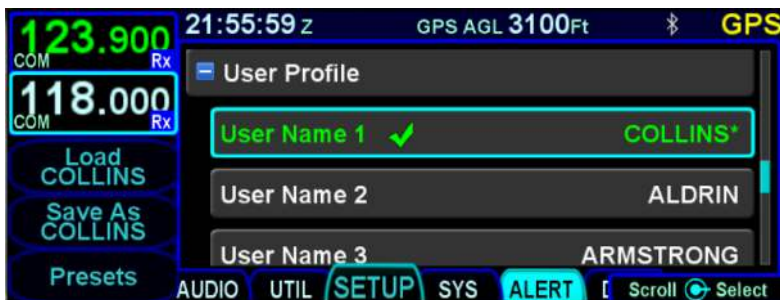 123.900
COM Rx
118.000
COM Rx
Load
COLLINS
Save As
COLLINS
Presets
21:55:59 Z GPS AGL 3100Ft GPS
User Profile
User Name 1 COLLINS*
User Name 2 ALDRIN
User Name 3 ARMSTRONG
AUDIO UTIL SETUP SYS ALERT
Scroll Select